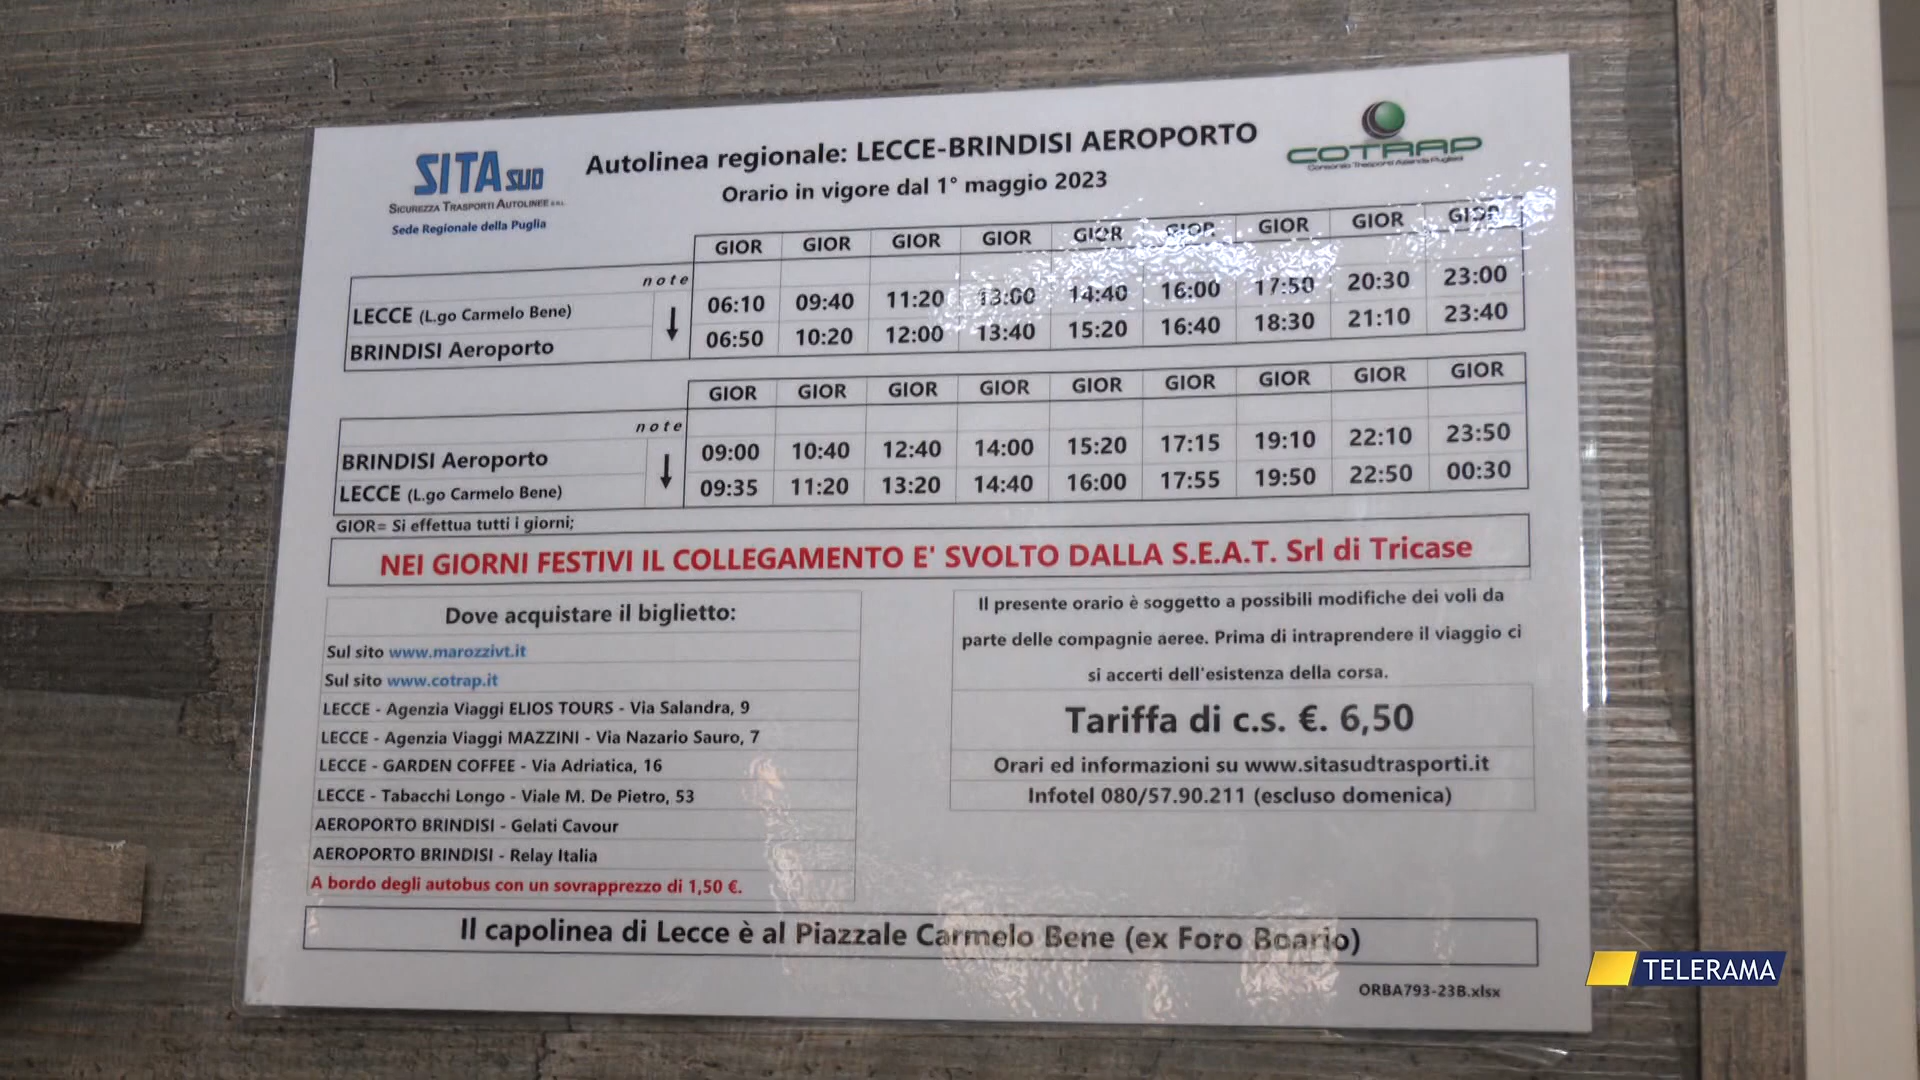 SITA SUD
SICUREZZA TRASPORTI AUTOLINEE s.r.l.
Sede Regionale della Puglia
Autolinea regionale: LECCE-BRINDISI AEROPORTO
Orario in vigore dal 1° maggio 2023
COTRAP
Consorzio Trasporti Aziende Pugliesi
GIOR GIOR GIOR GIOR GIOR GIOR GIOR GIOR GIOR
note
LECCE (L.go Carmelo Bene) ↓ 06:10 09:40 11:20 13:00 14:40 16:00 17:50 20:30 23:00
BRINDISI Aeroporto 06:50 10:20 12:00 13:40 15:20 16:40 18:30 21:10 23:40
GIOR GIOR GIOR GIOR GIOR GIOR GIOR GIOR GIOR
note
BRINDISI Aeroporto ↓ 09:00 10:40 12:40 14:00 15:20 17:15 19:10 22:10 23:50
LECCE (L.go Carmelo Bene) 09:35 11:20 13:20 14:40 16:00 17:55 19:50 22:50 00:30
GIOR= Si effettua tutti i giorni;
NEI GIORNI FESTIVI IL COLLEGAMENTO E' SVOLTO DALLA S.E.A.T. Srl di Tricase
Dove acquistare il biglietto:
Sul sito www.marozzivt.it
Sul sito www.cotrap.it
LECCE - Agenzia Viaggi ELIOS TOURS - Via Salandra, 9
LECCE - Agenzia Viaggi MAZZINI - Via Nazario Sauro, 7
LECCE - GARDEN COFFEE - Via Adriatica, 16
LECCE - Tabacchi Longo - Viale M. De Pietro, 53
AEROPORTO BRINDISI - Gelati Cavour
AEROPORTO BRINDISI - Relay Italia
A bordo degli autobus con un sovrapprezzo di 1,50 €.
Il presente orario è soggetto a possibili modifiche dei voli da
parte delle compagnie aeree. Prima di intraprendere il viaggio ci
si accerti dell'esistenza della corsa.
Tariffa di c.s. €. 6,50
Orari ed informazioni su www.sitasudtrasporti.it
Infotel 080/57.90.211 (escluso domenica)
Il capolinea di Lecce è al Piazzale Carmelo Bene (ex Foro Boario)
ORBA793-23B.xlsx
TELERAMA